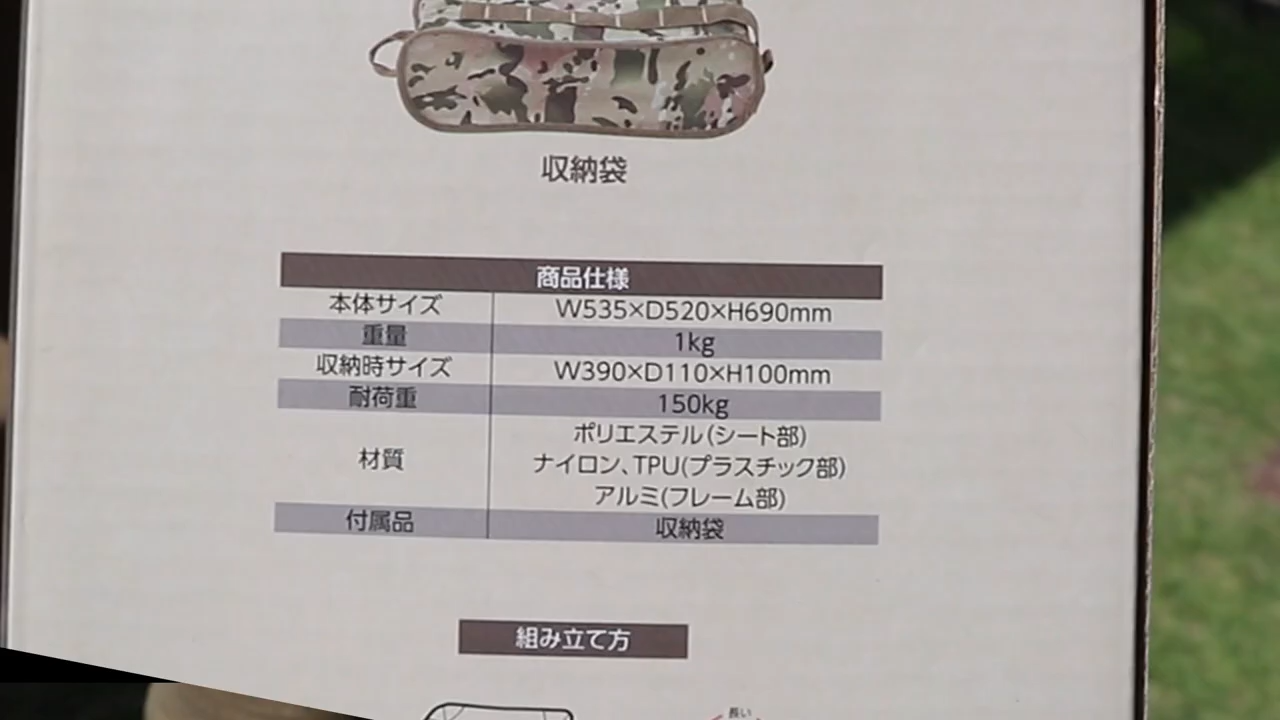 収納袋
商品仕様
本体サイズ W535×D520×H690mm
重量 1kg
収納時サイズ W390×D110×H100mm
耐荷重 150kg
材質 ポリエステル(シート部)
ナイロン、TPU(プラスチック部)
アルミ(フレーム部)
付属品 収納袋
組み立て方
長い